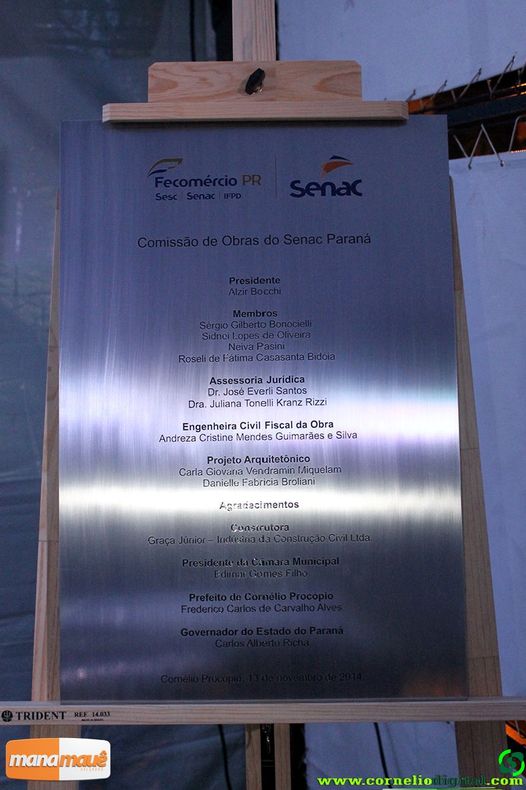 Fecomércio PR
Sesc Senac IFPD
Senac
Comissão de Obras do Senac Paraná
Presidente
Alzir Bocchi
Membros
Sérgio Gilberto Bonocielli
Sidnei Lopes de Oliveira
Neiva Pasini
Roseli de Fátima Casasanta Bidóia
Assessoria Jurídica
Dr. José Everli Santos
Dra. Juliana Tonelli Kranz Rizzi
Engenheira Civil Fiscal da Obra
Andreza Cristine Mendes Guimarães e Silva
Projeto Arquitetônico
Carla Giovana Vendramin Miquelam
Danielle Fabrícia Broliani
Agradecimentos
Construtora
Graça Júnior – Indústria da Construção Civil Ltda.
Presidente da Câmara Municipal
Edimar Gomes Filho
Prefeito de Cornélio Procópio
Frederico Carlos de Carvalho Alves
Governador do Estado do Paraná
Carlos Alberto Richa
Cornélio Procópio, 13 de novembro de 2014.
TRIDENT REF. 14.033
manamauê
www.corneliodigital.com